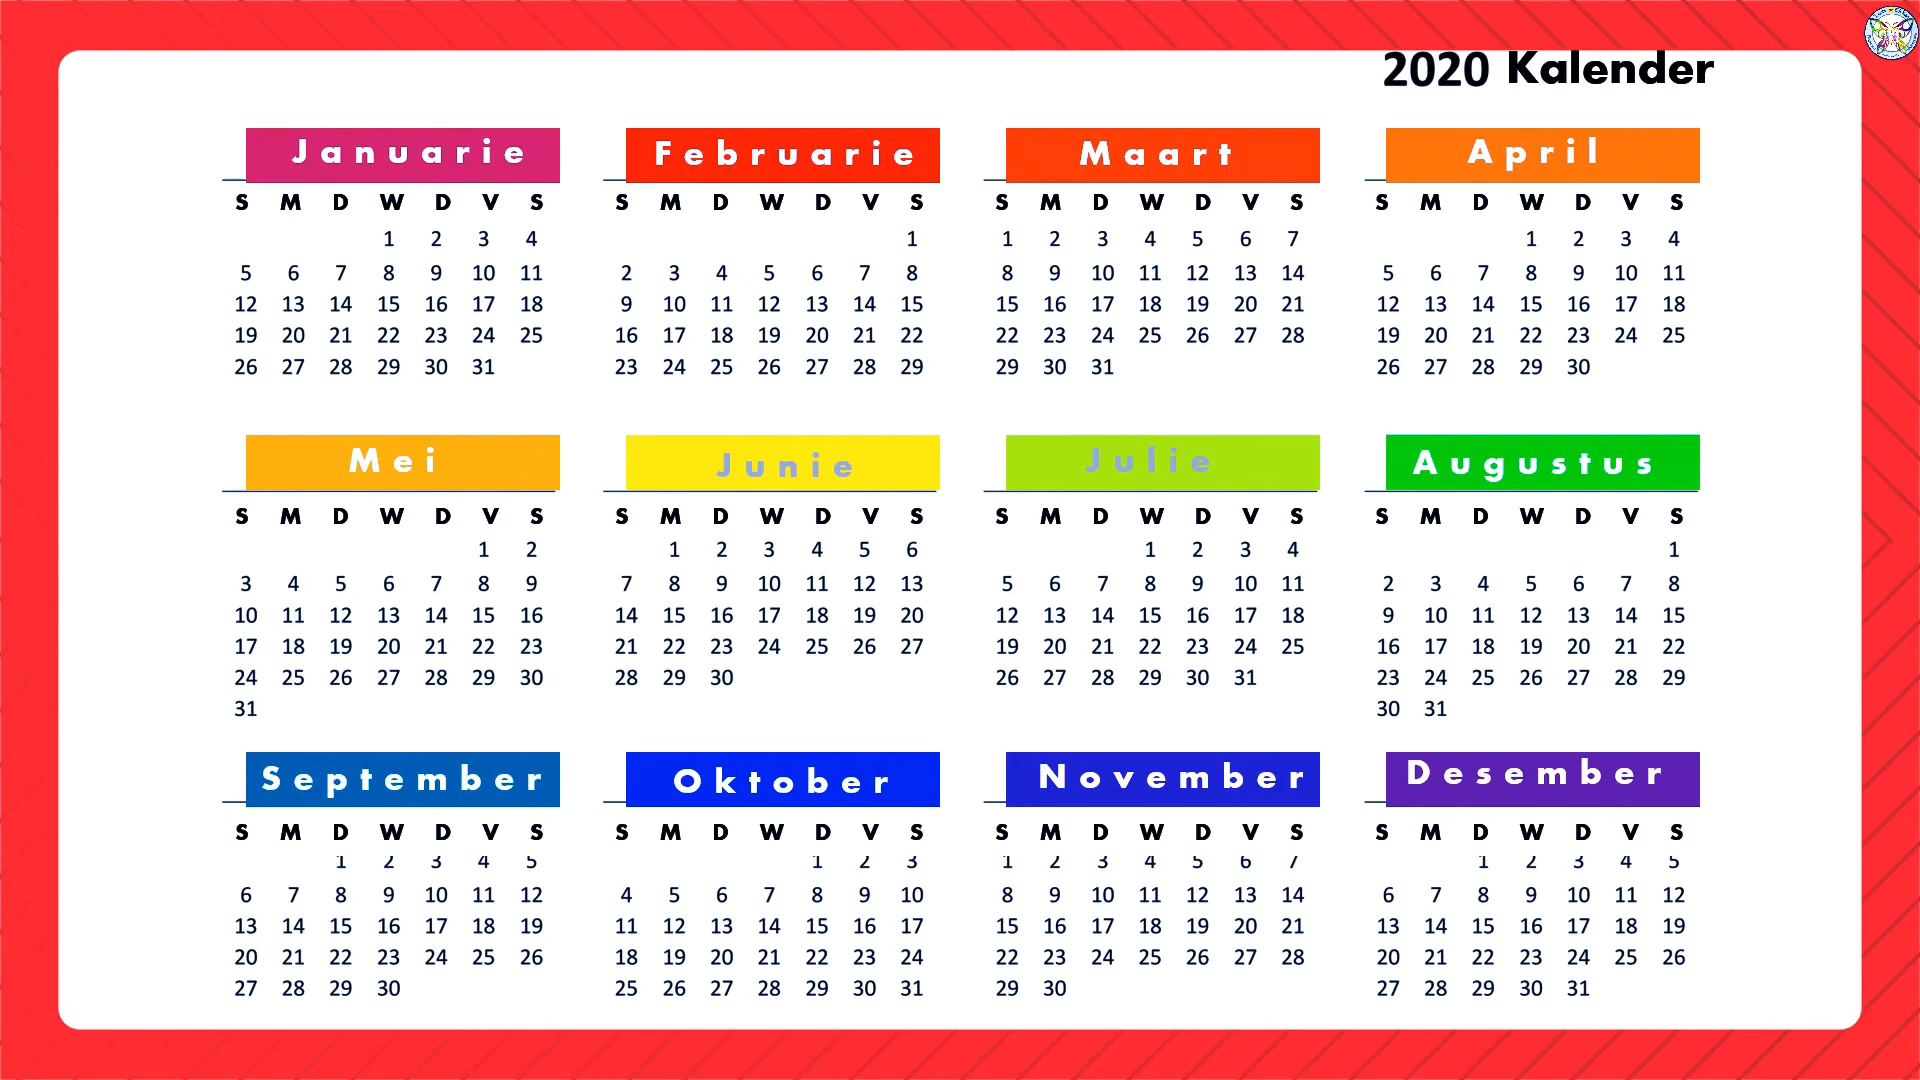 2020 Kalender
Januarie Februarie Maart April
S M D W D V S S M D W D V S S M D W D V S S M D W D V S
1 2 3 4 1 1 2 3 4 5 6 7 1 2 3 4
5 6 7 8 9 10 11 2 3 4 5 6 7 8 8 9 10 11 12 13 14 5 6 7 8 9 10 11
12 13 14 15 16 17 18 9 10 11 12 13 14 15 15 16 17 18 19 20 21 12 13 14 15 16 17 18
19 20 21 22 23 24 25 16 17 18 19 20 21 22 22 23 24 25 26 27 28 19 20 21 22 23 24 25
26 27 28 29 30 31 23 24 25 26 27 28 29 29 30 31 26 27 28 29 30
Mei Junie Julie Augustus
S M D W D V S S M D W D V S S M D W D V S S M D W D V S
1 2 1 2 3 4 5 6 1 2 3 4 1
3 4 5 6 7 8 9 7 8 9 10 11 12 13 5 6 7 8 9 10 11 2 3 4 5 6 7 8
10 11 12 13 14 15 16 14 15 16 17 18 19 20 12 13 14 15 16 17 18 9 10 11 12 13 14 15
17 18 19 20 21 22 23 21 22 23 24 25 26 27 19 20 21 22 23 24 25 16 17 18 19 20 21 22
24 25 26 27 28 29 30 28 29 30 26 27 28 29 30 31 23 24 25 26 27 28 29
31 30 31
September Oktober November Desember
S M D W D V S S M D W D V S S M D W D V S S M D W D V S
1 2 3 4 5 1 2 3 1 2 3 4 5 6 7 1 2 3 4 5
6 7 8 9 10 11 12 4 5 6 7 8 9 10 8 9 10 11 12 13 14 6 7 8 9 10 11 12
13 14 15 16 17 18 19 11 12 13 14 15 16 17 15 16 17 18 19 20 21 13 14 15 16 17 18 19
20 21 22 23 24 25 26 18 19 20 21 22 23 24 22 23 24 25 26 27 28 20 21 22 23 24 25 26
27 28 29 30 25 26 27 28 29 30 31 29 30 27 28 29 30 31